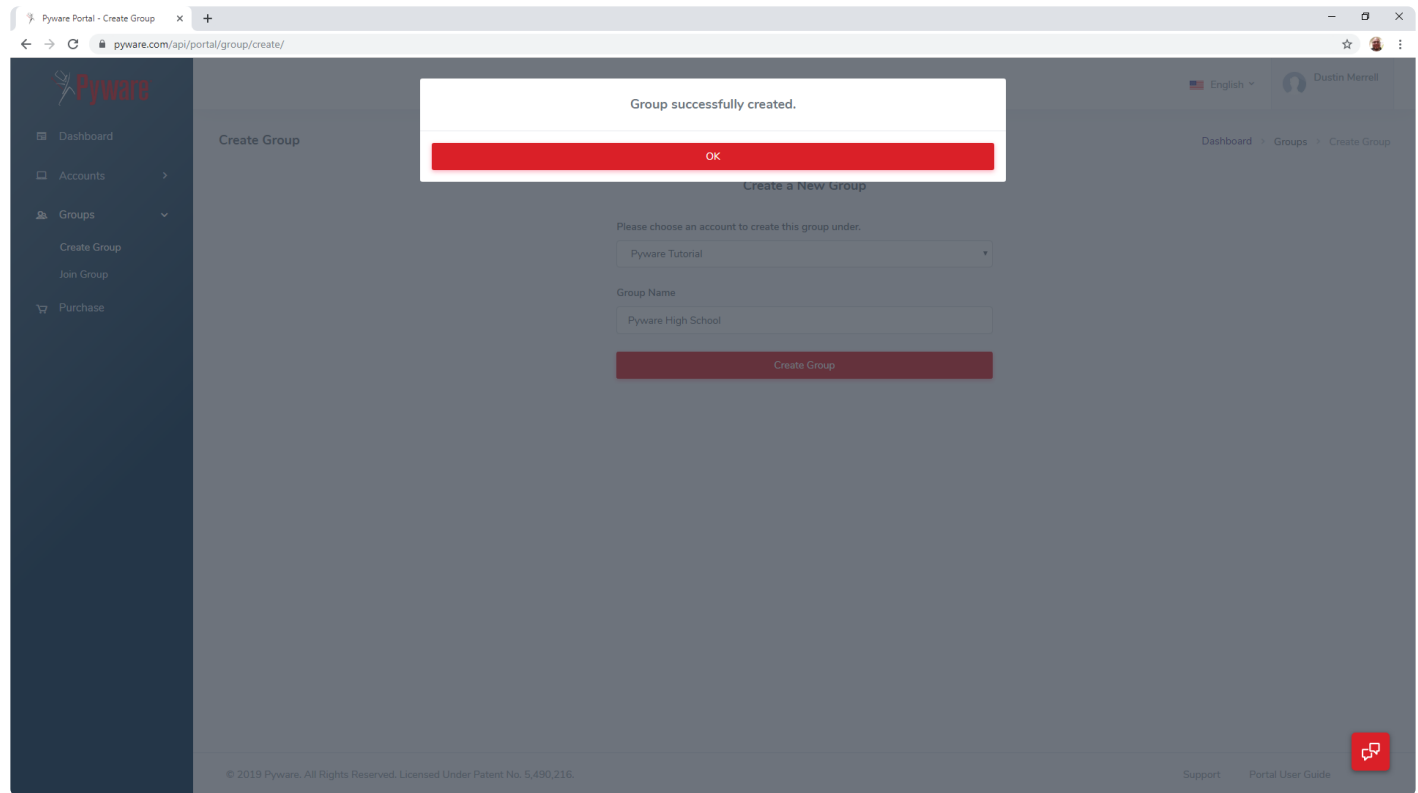 Pyware Portal - Create Group
pyware.com/api/portal/group/create/
Pyware
English
Dustin Merrell
Group successfully created.
OK
Dashboard
Accounts
Groups
Create Group
Join Group
Purchase
Create Group
Dashboard > Groups > Create Group
Create a New Group
Please choose an account to create this group under.
Pyware Tutorial
Group Name
Pyware High School
Create Group
© 2019 Pyware. All Rights Reserved. Licensed Under Patent No. 5,490,216.
Support Portal User Guide